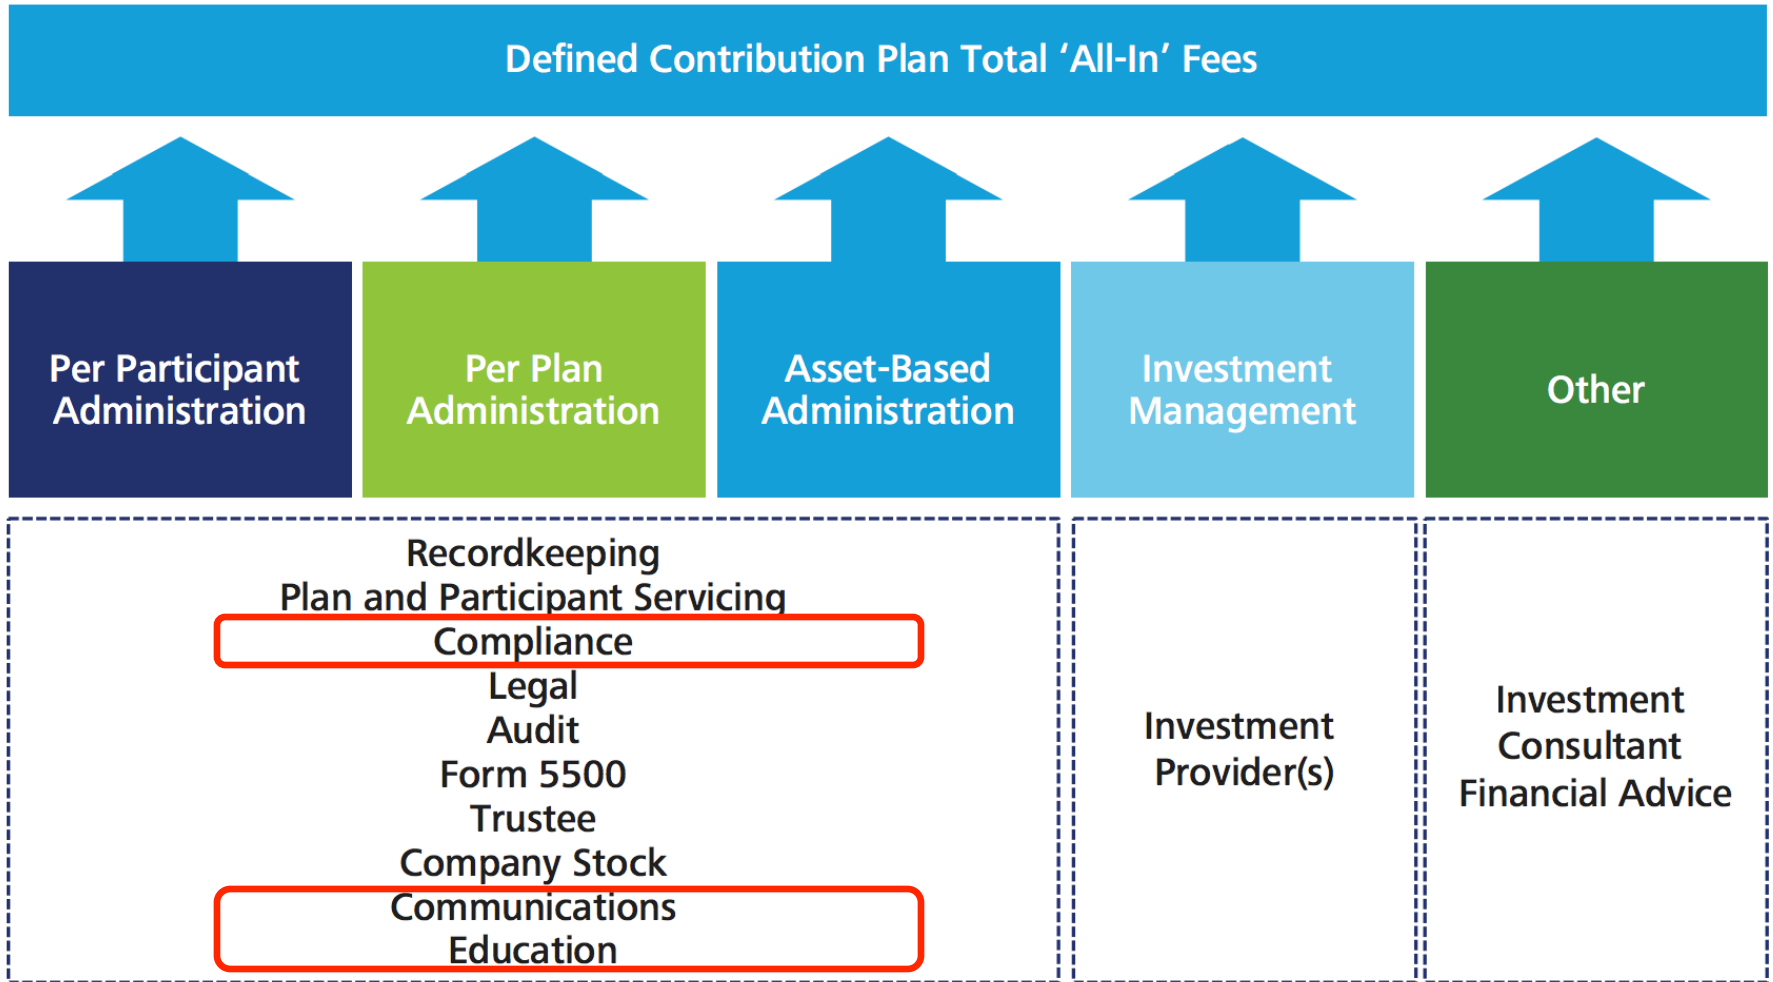 Defined Contribution Plan Total ‘All-In’ Fees
Per Participant
Administration
Per Plan
Administration
Asset-Based
Administration
Investment
Management
Other
Recordkeeping
Plan and Participant Servicing
Compliance
Legal
Audit
Form 5500
Trustee
Company Stock
Communications
Education
Investment
Provider(s)
Investment
Consultant
Financial Advice